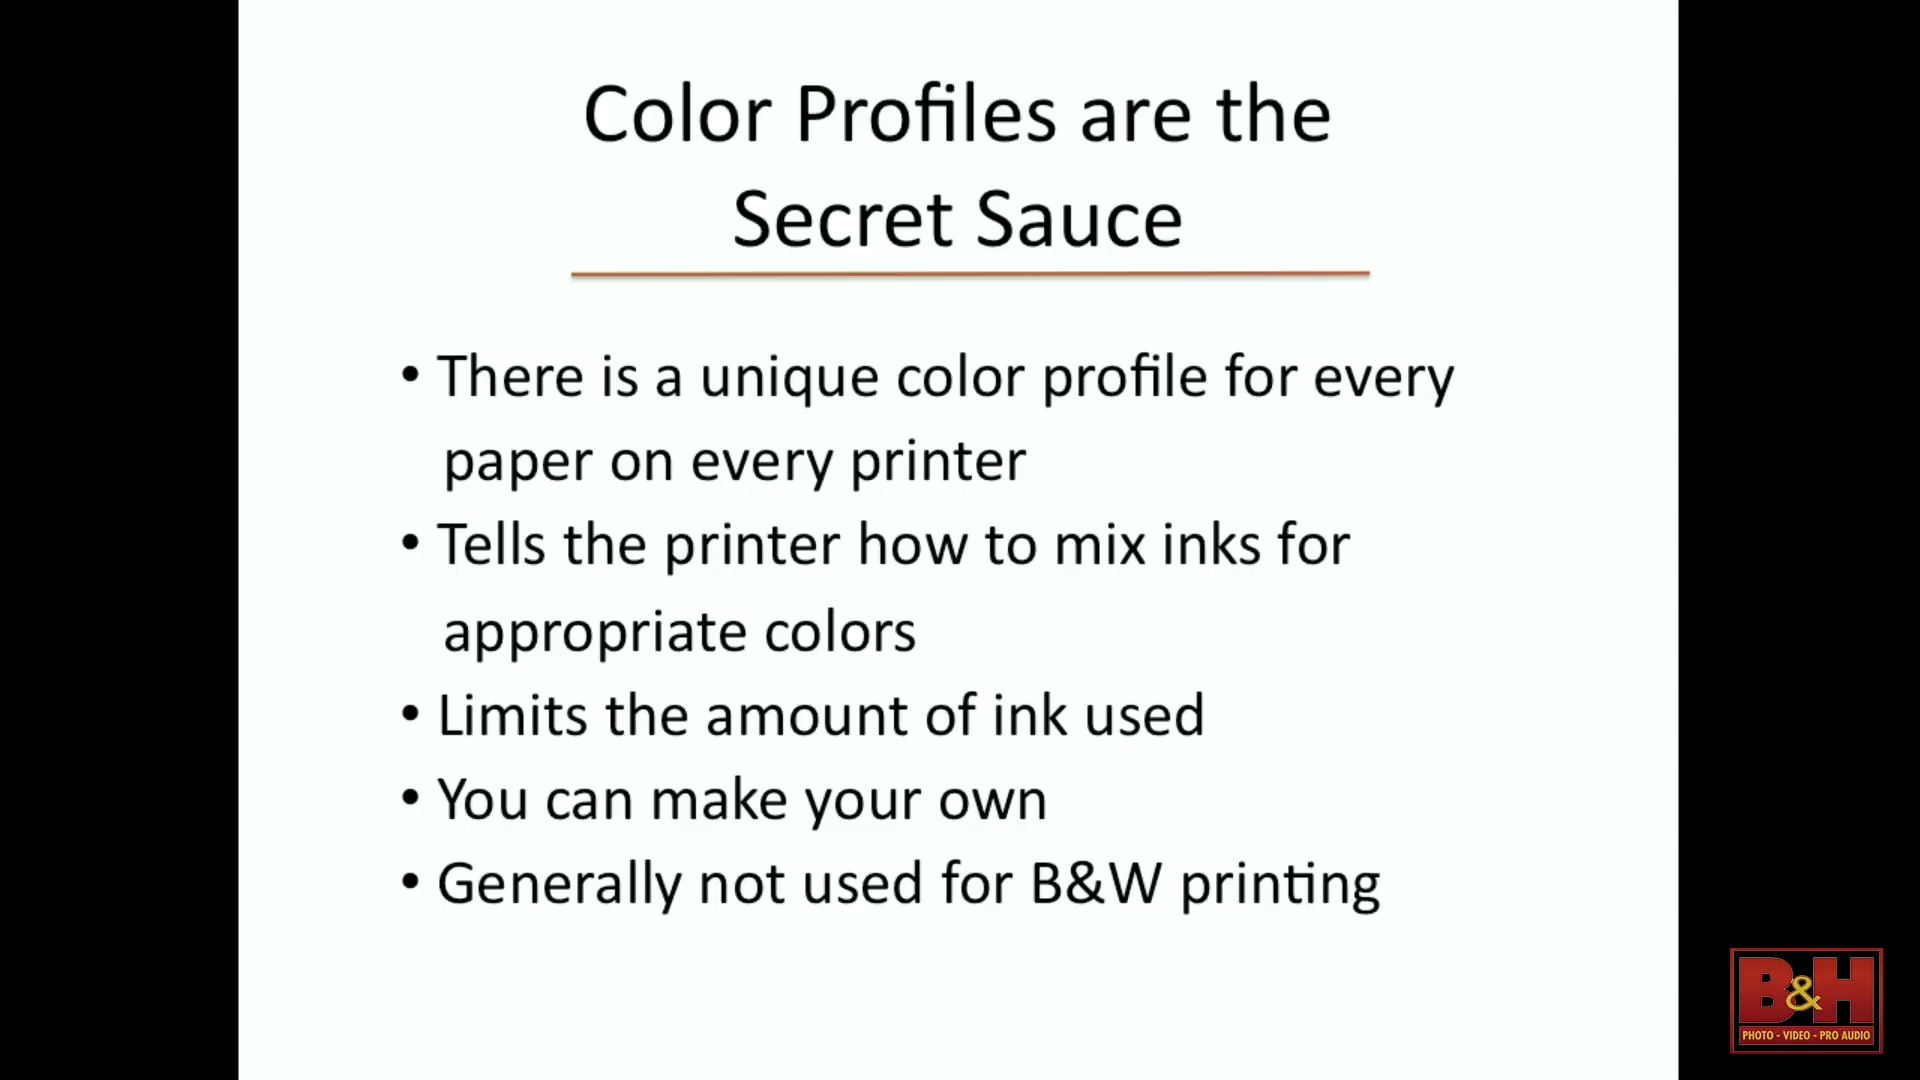 Color Profiles are the
Secret Sauce
• There is a unique color profile for every
paper on every printer
• Tells the printer how to mix inks for
appropriate colors
• Limits the amount of ink used
• You can make your own
• Generally not used for B&W printing
B&H
PHOTO - VIDEO - PRO AUDIO